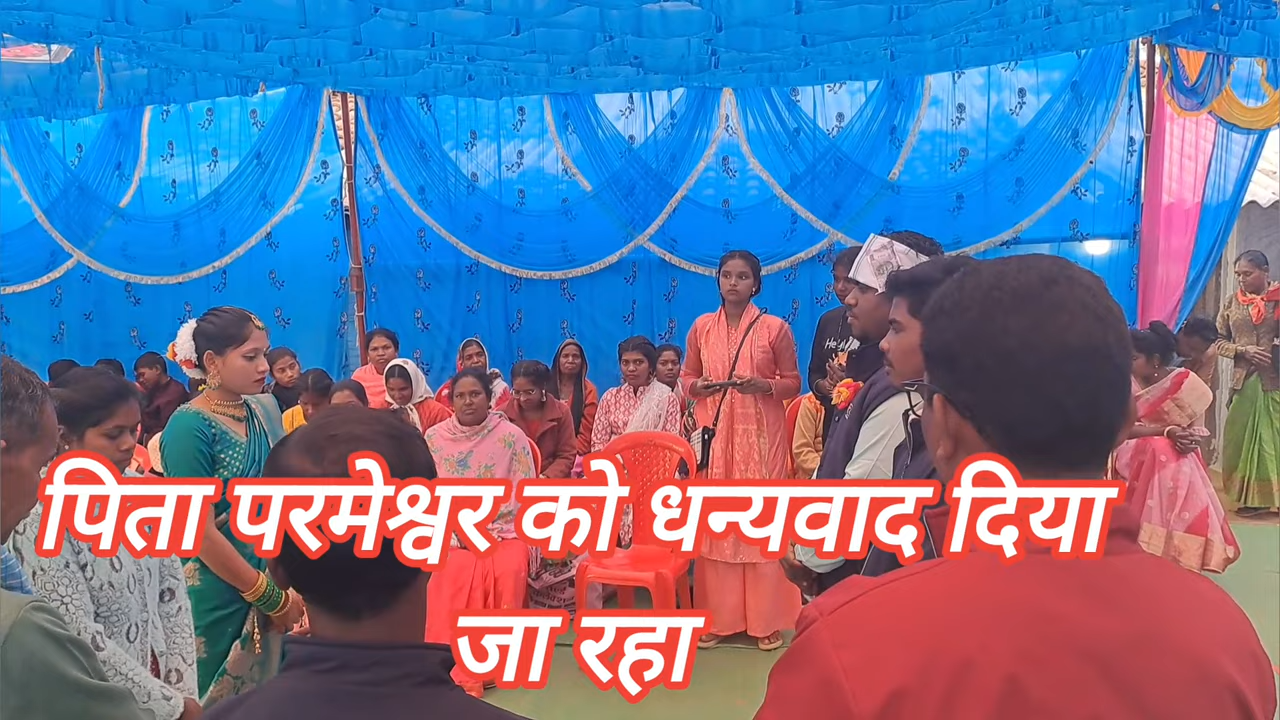 पिता परमेश्वर को धन्यवाद दिया
जा रहा